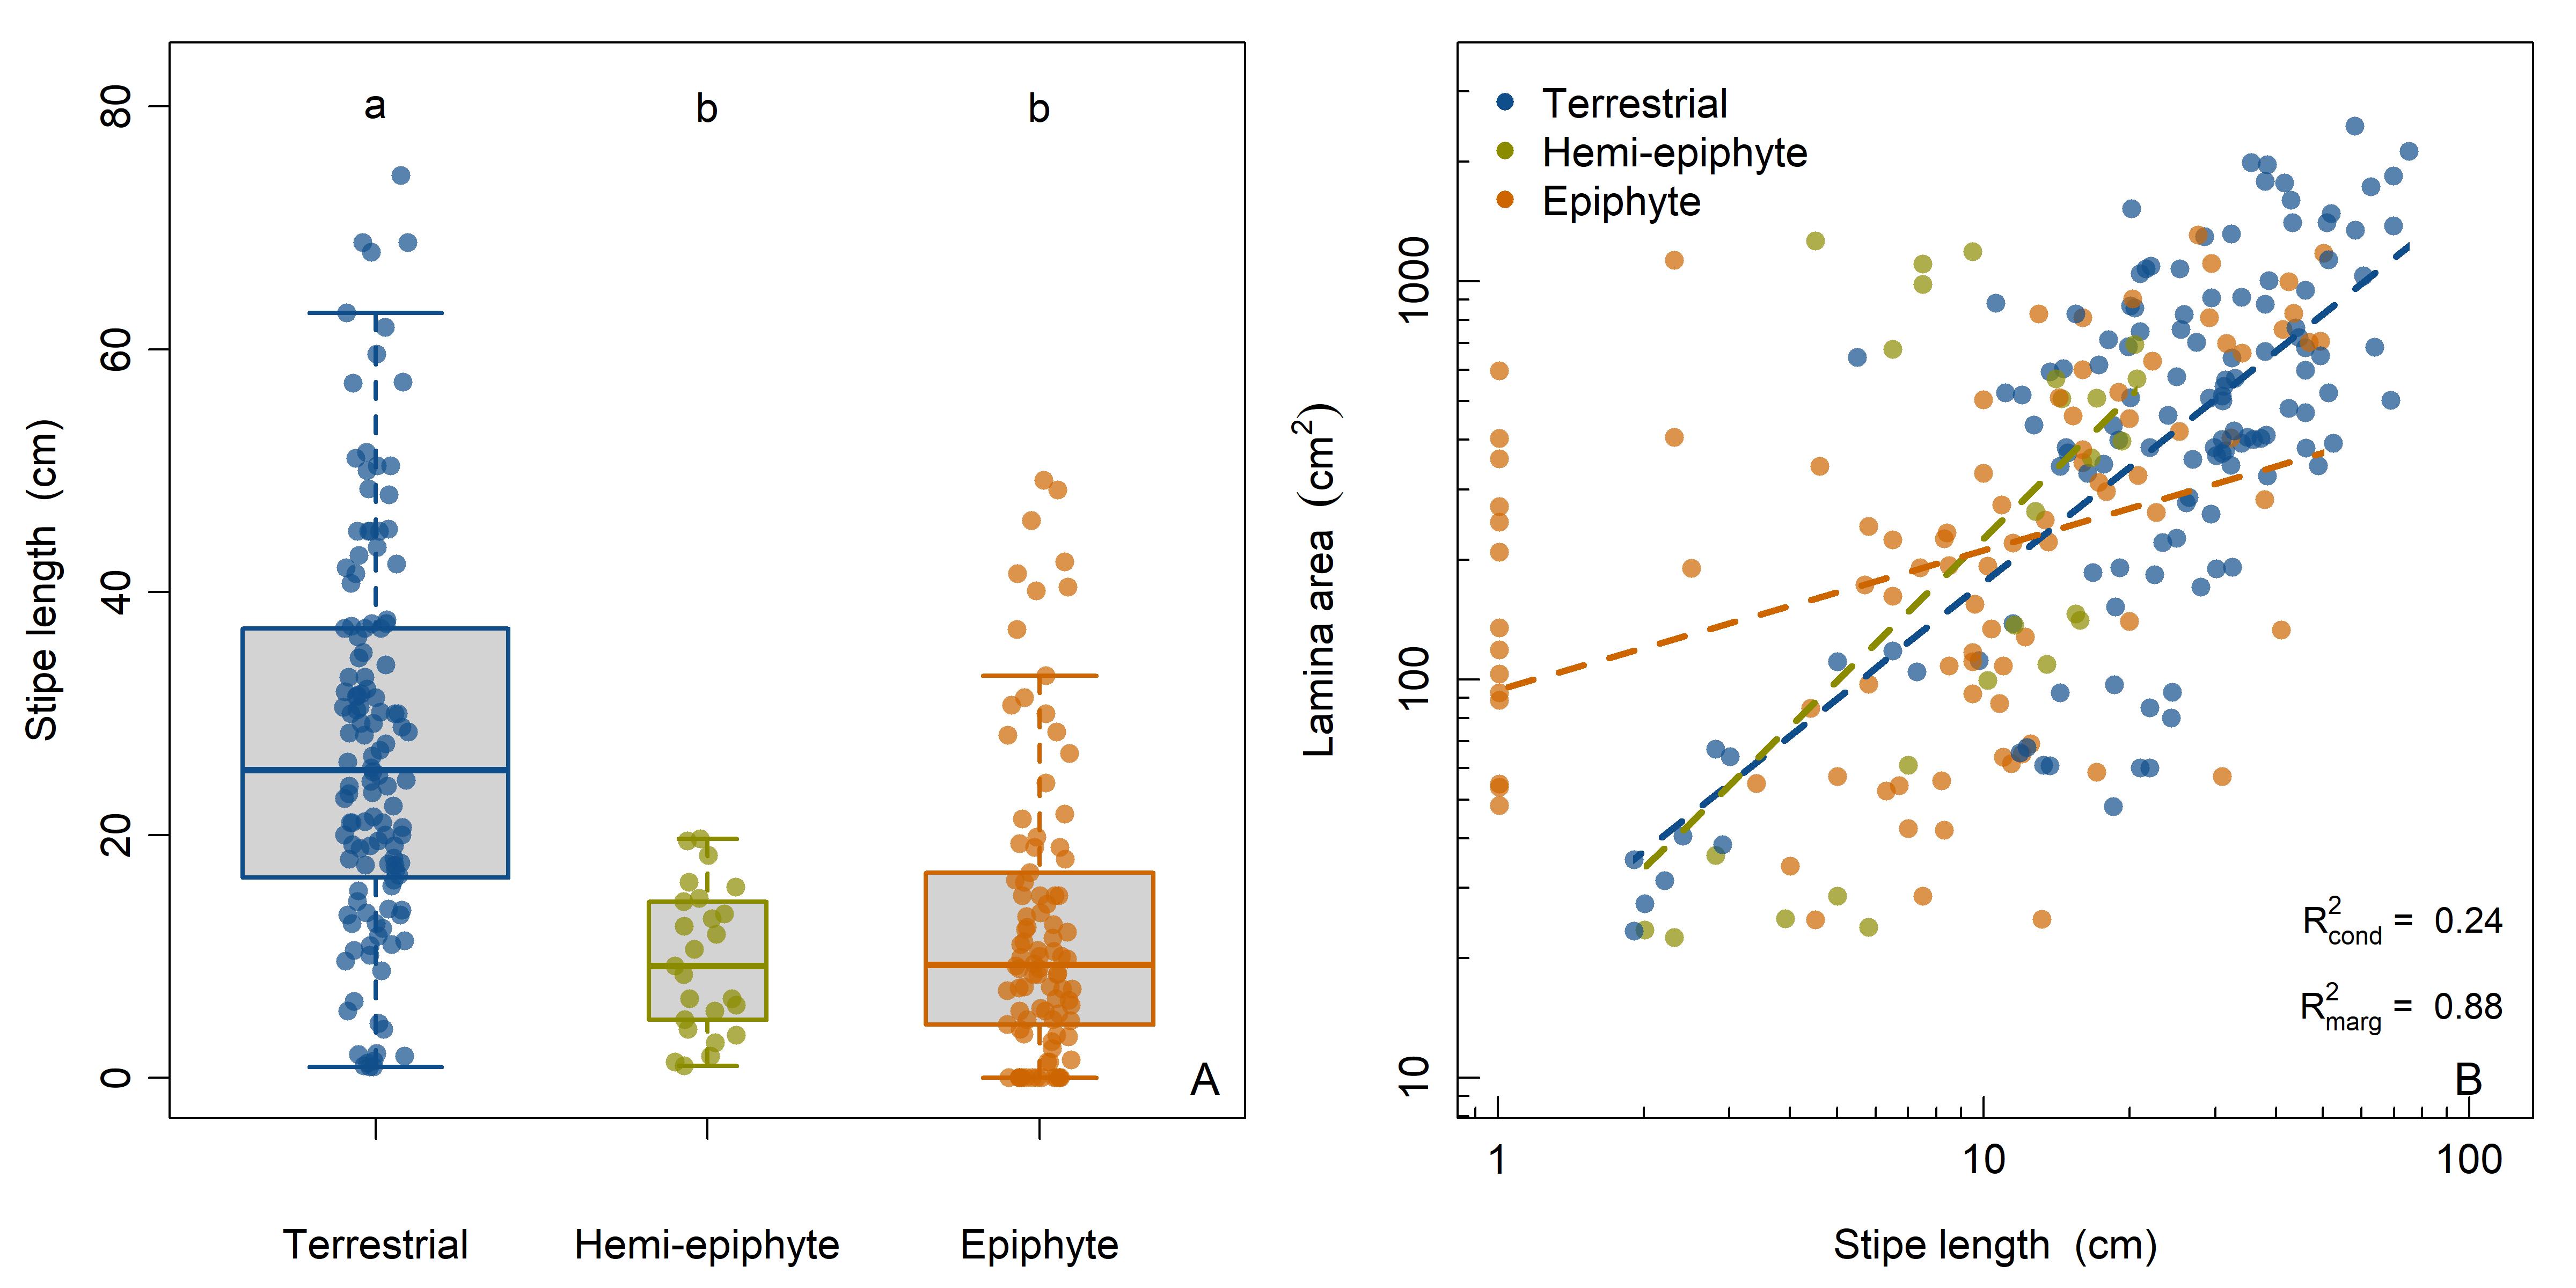 a b b
80
60
40
20
0
Stipe length (cm)
Terrestrial Hemi-epiphyte Epiphyte
A
Terrestrial
Hemi-epiphyte
Epiphyte
1000
100
10
Lamina area (cm²)
R²cond = 0.24
R²marg = 0.88
B
1 10 100
Stipe length (cm)